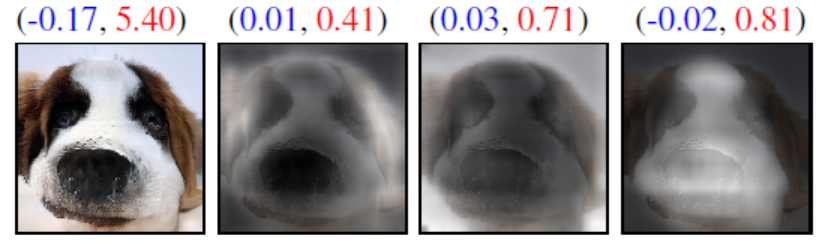 (-0.17, 5.40) (0.01, 0.41) (0.03, 0.71) (-0.02, 0.81)